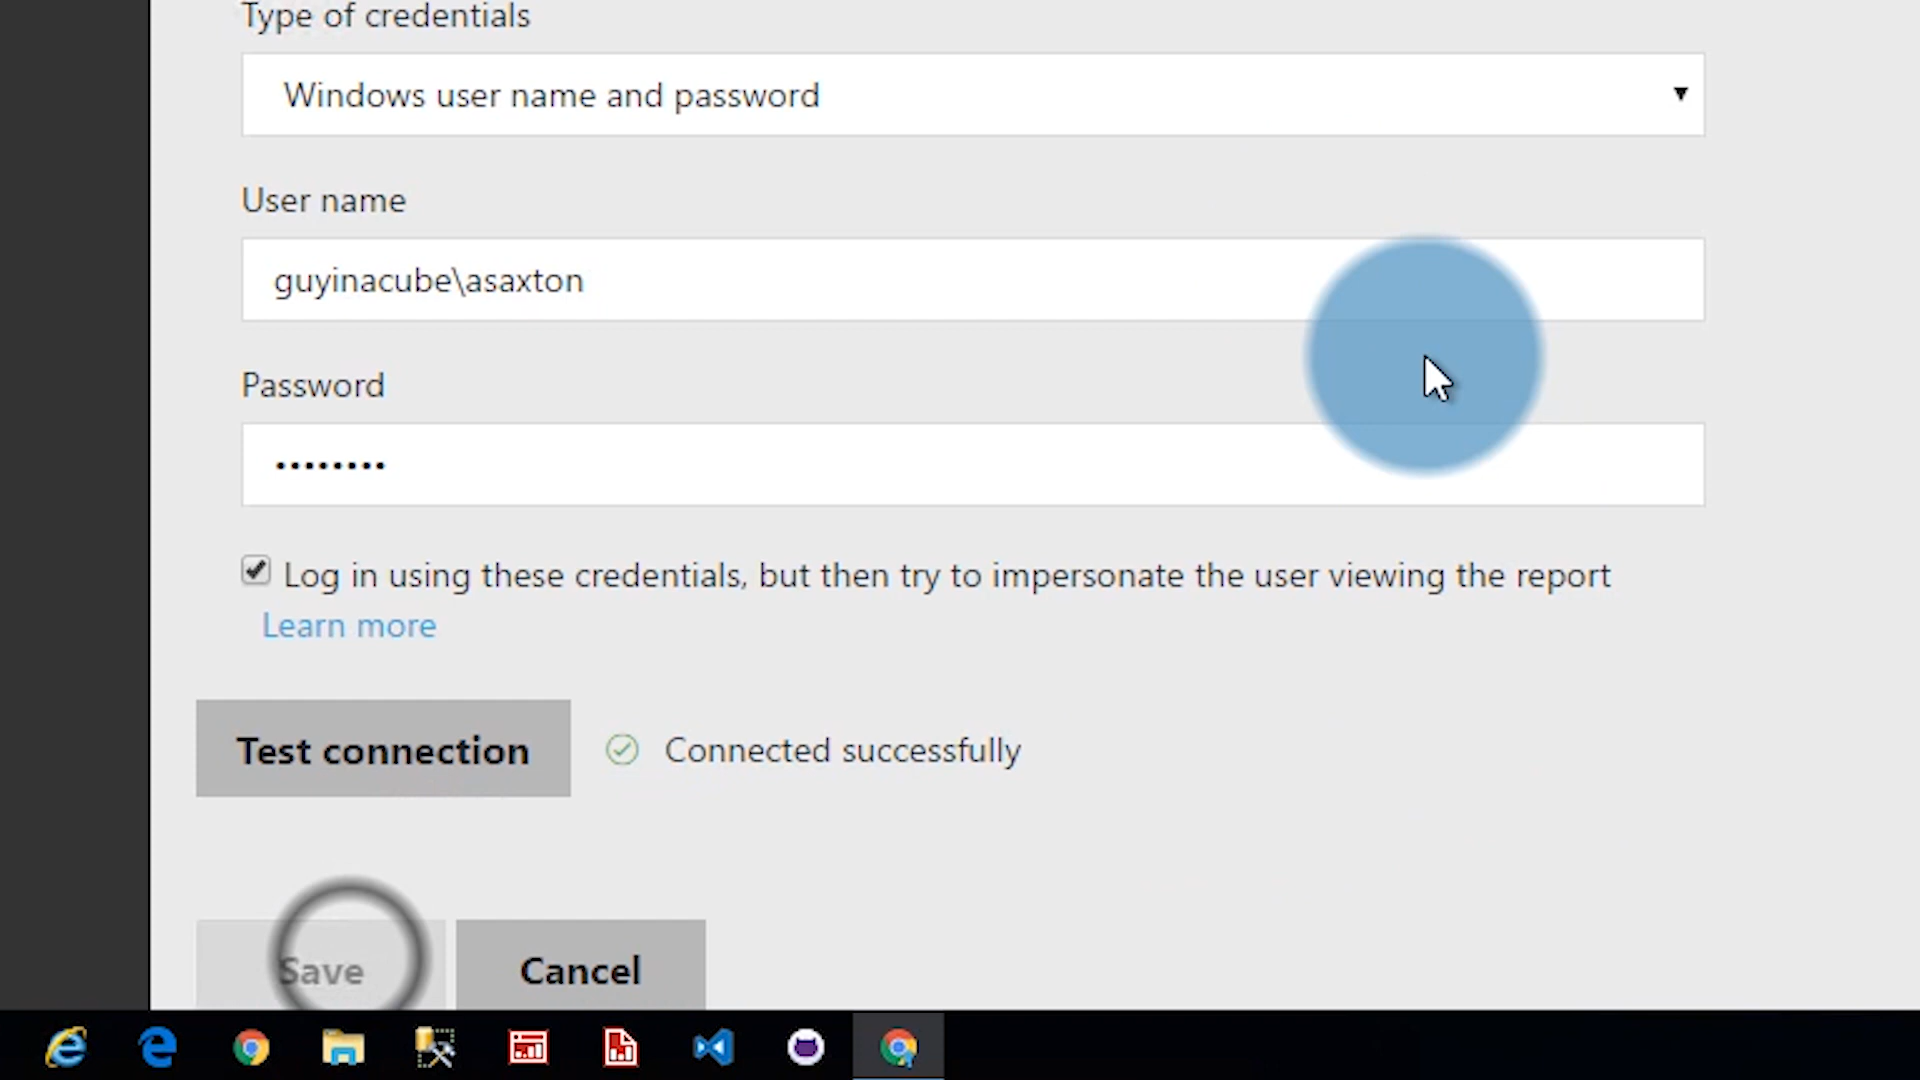 Type of credentials
Windows user name and password
User name
guyinacube\asaxton
Password
••••••••
Log in using these credentials, but then try to impersonate the user viewing the report
Learn more
Test connection
Connected successfully
Save
Cancel